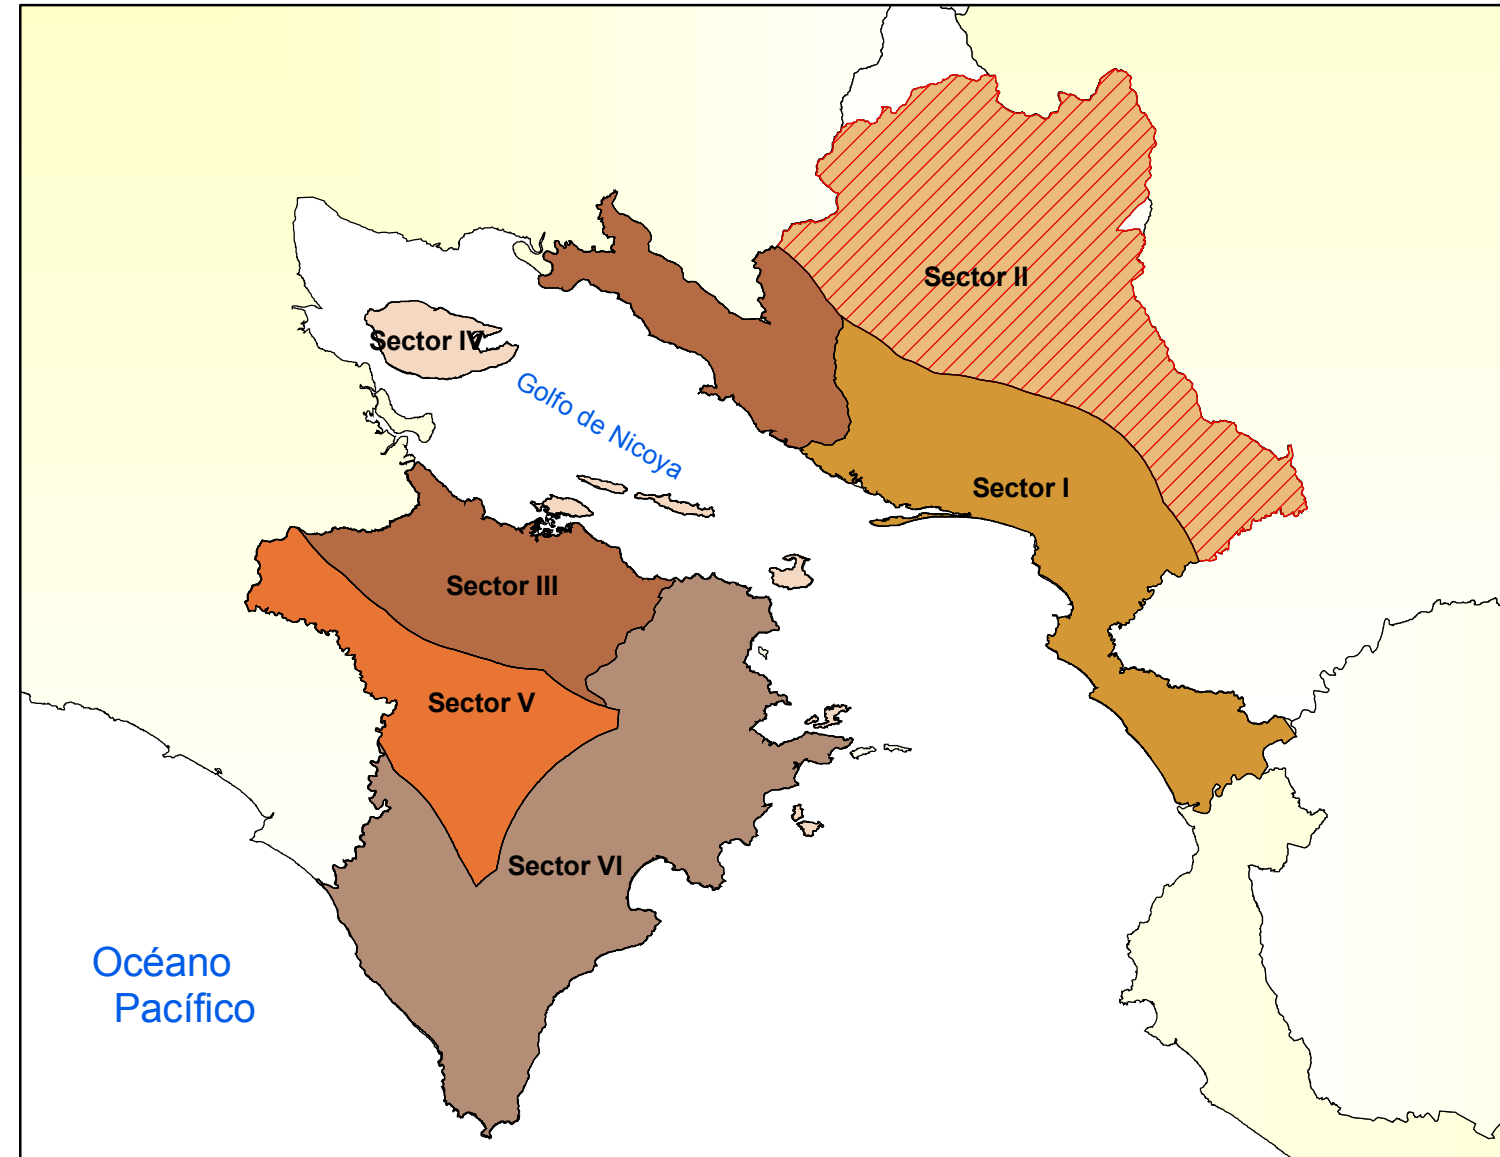 Sector II
Sector IV
Golfo de Nicoya
Sector I
Sector III
Sector V
Sector VI
Océano
Pacífico